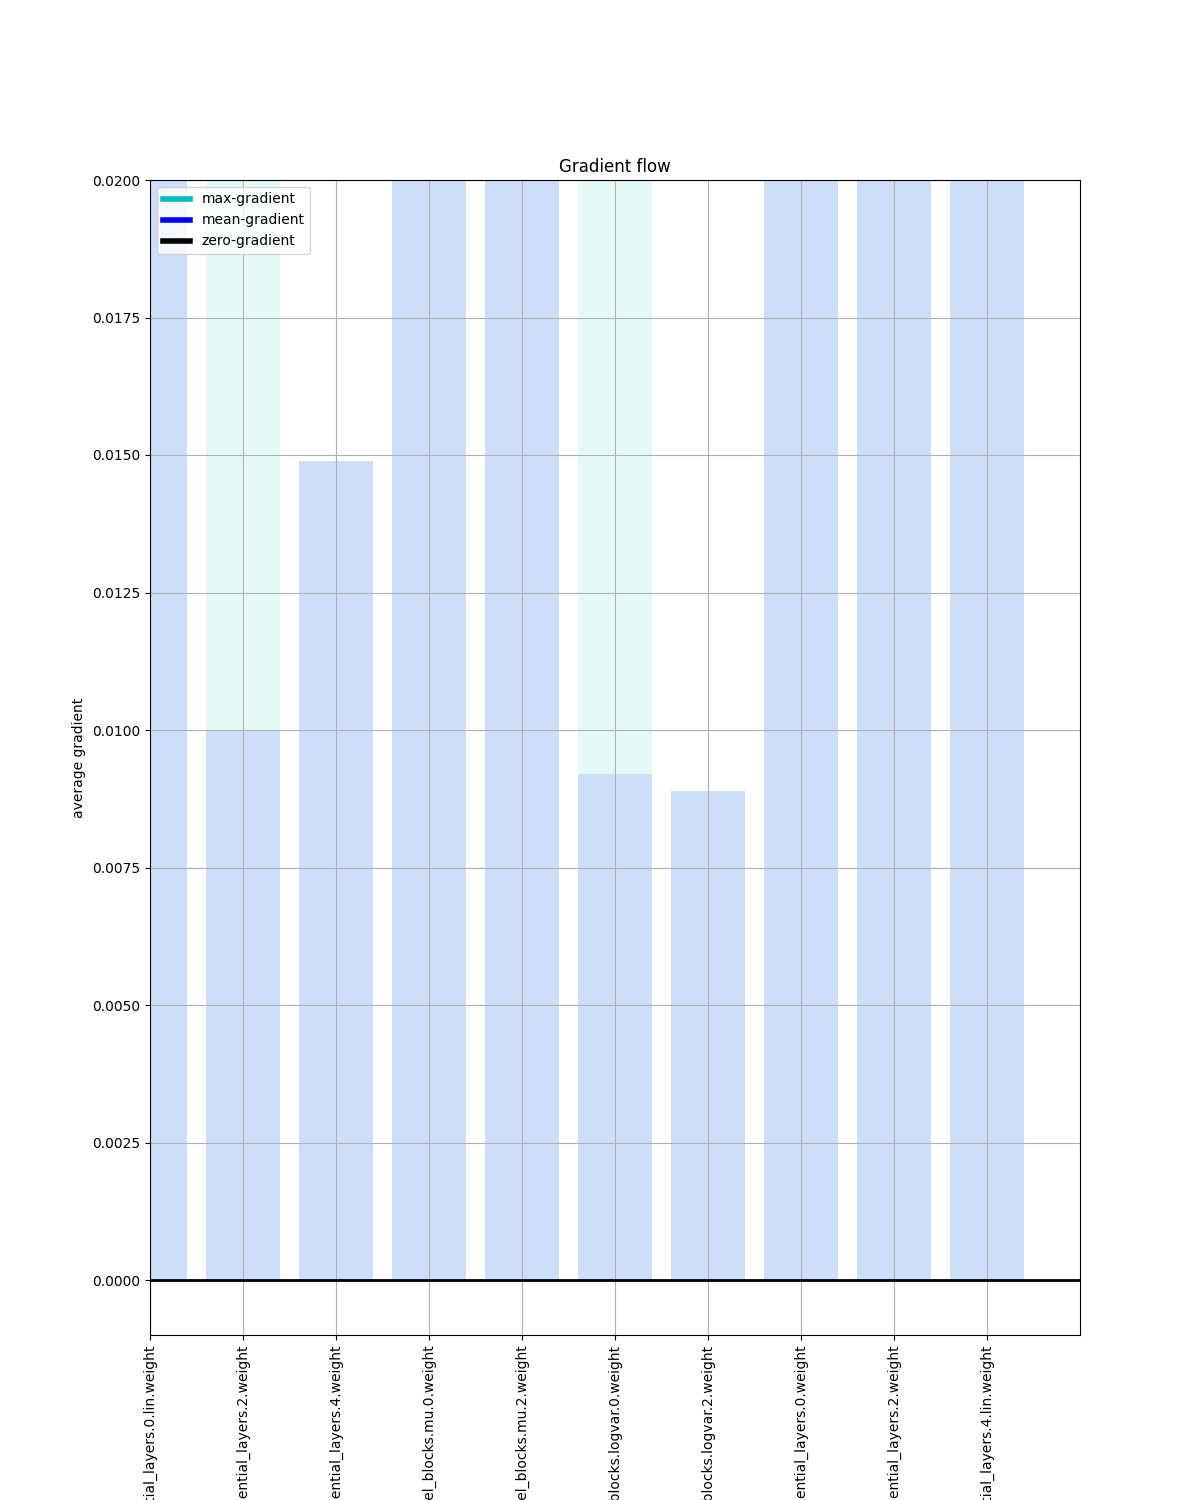 Gradient flow
max-gradient
mean-gradient
zero-gradient
0.0200
0.0175
0.0150
0.0125
0.0100
0.0075
0.0050
0.0025
0.0000
average gradient
tial_layers.0.lin.weight
ential_layers.2.weight
ential_layers.4.weight
el_blocks.mu.0.weight
el_blocks.mu.2.weight
blocks.logvar.0.weight
blocks.logvar.2.weight
ential_layers.0.weight
ential_layers.2.weight
tial_layers.4.lin.weight